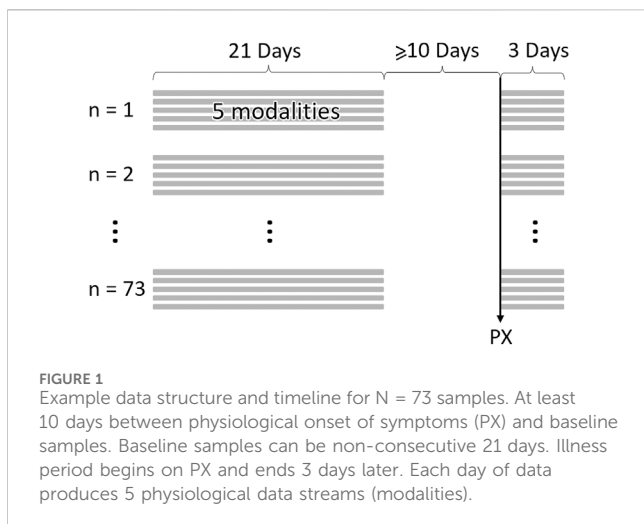 21 Days ⩾10 Days 3 Days
n = 1 5 modalities
n = 2
n = 73
PX
FIGURE 1
Example data structure and timeline for N = 73 samples. At least
10 days between physiological onset of symptoms (PX) and baseline
samples. Baseline samples can be non-consecutive 21 days. Illness
period begins on PX and ends 3 days later. Each day of data
produces 5 physiological data streams (modalities).